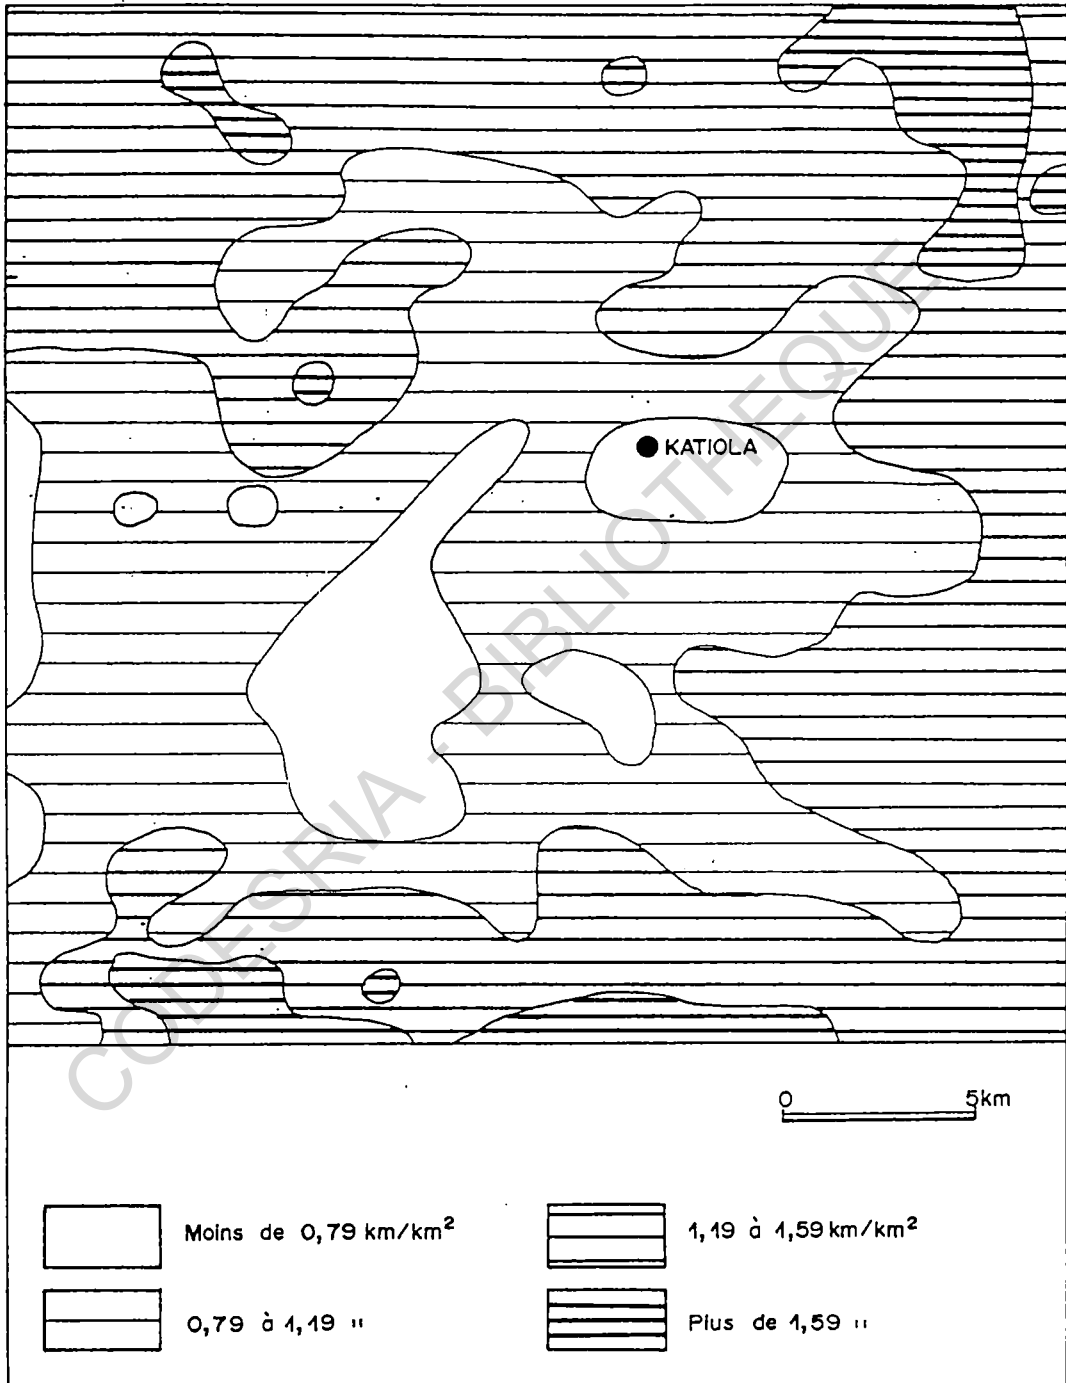 KATIOLA
CODESRIA - BIBLIOTHEQUE
0 5km
Moins de 0,79 km/km²
1,19 à 1,59 km/km²
0,79 à 1,19 "
Plus de 1,59 "